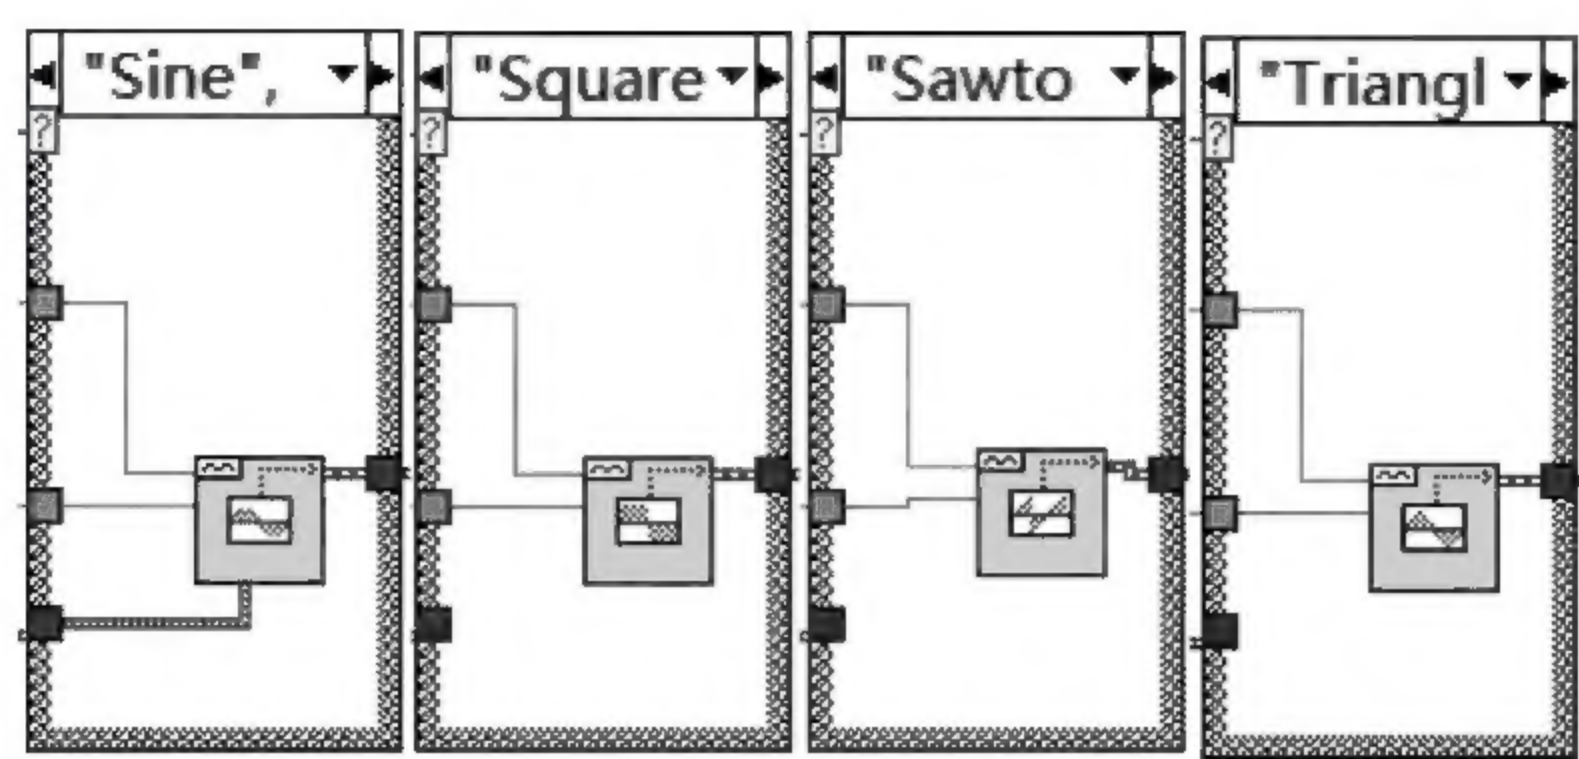 "Sine",
"Square
"Sawto
"Triangl
?
?
?
?